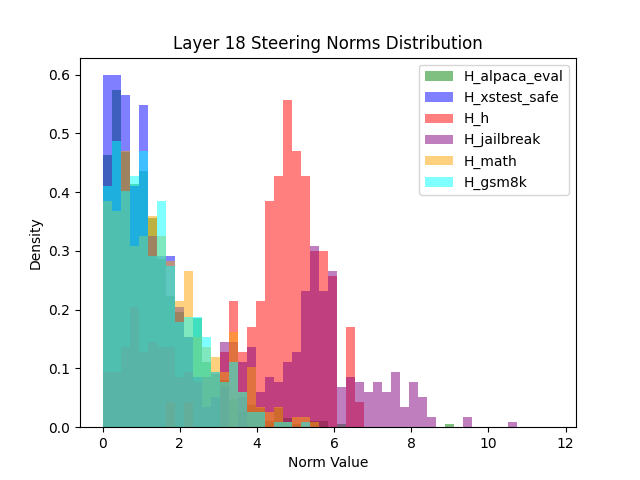 Layer 18 Steering Norms Distribution
H_alpaca_eval
H_xstest_safe
H_h
H_jailbreak
H_math
H_gsm8k
Density
0.6
0.5
0.4
0.3
0.2
0.1
0.0
0 2 4 6 8 10 12
Norm Value